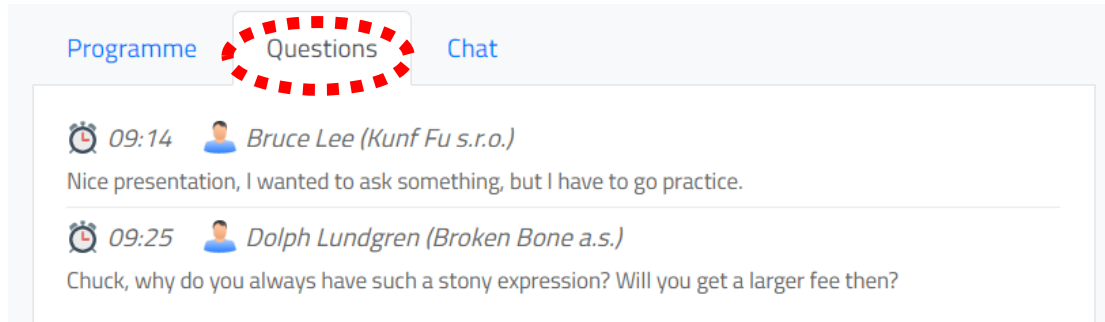 Programme Questions Chat
09:14 Bruce Lee (Kunf Fu s.r.o.)
Nice presentation, I wanted to ask something, but I have to go practice.
09:25 Dolph Lundgren (Broken Bone a.s.)
Chuck, why do you always have such a stony expression? Will you get a larger fee then?